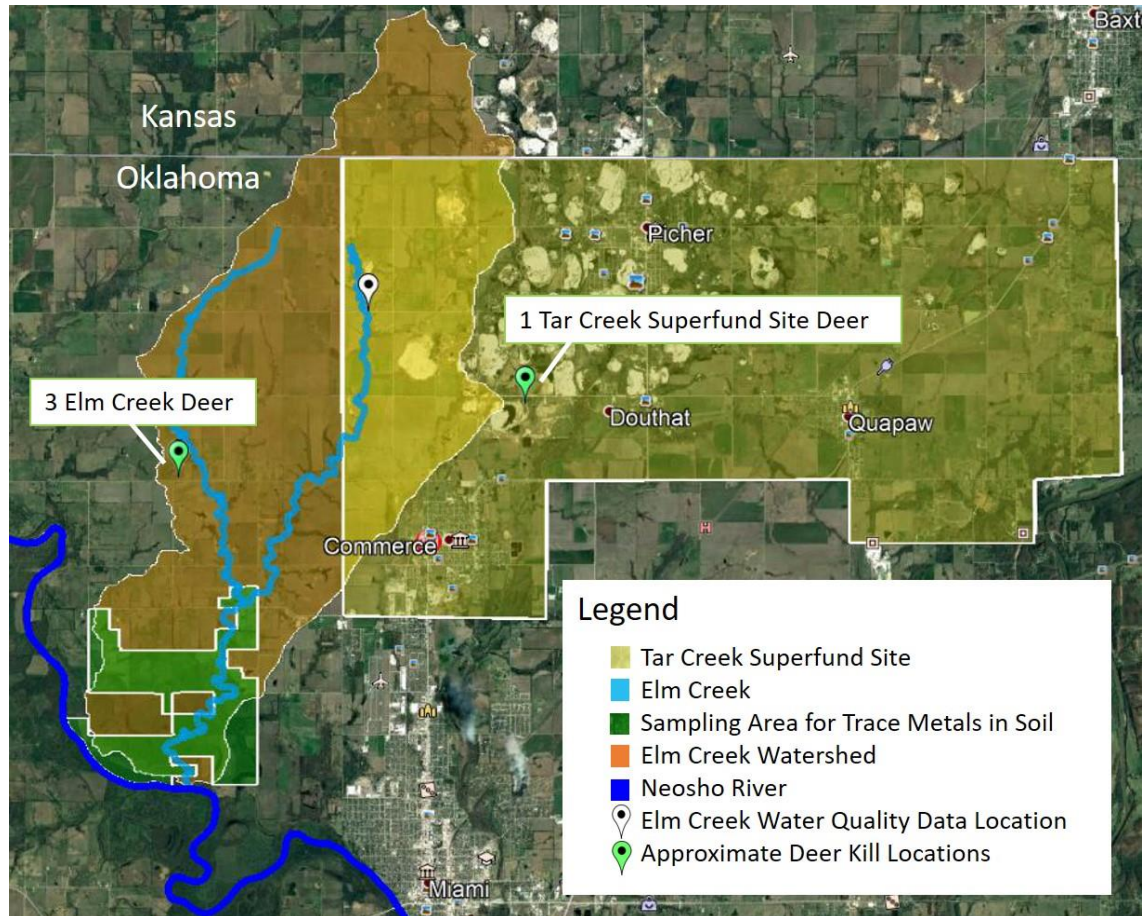 Baxt
Kansas
Oklahoma
Picher
1 Tar Creek Superfund Site Deer
3 Elm Creek Deer
Douthat
Quapaw
Commerce
Legend
Tar Creek Superfund Site
Elm Creek
Sampling Area for Trace Metals in Soil
Elm Creek Watershed
Neosho River
Elm Creek Water Quality Data Location
Approximate Deer Kill Locations
Miami